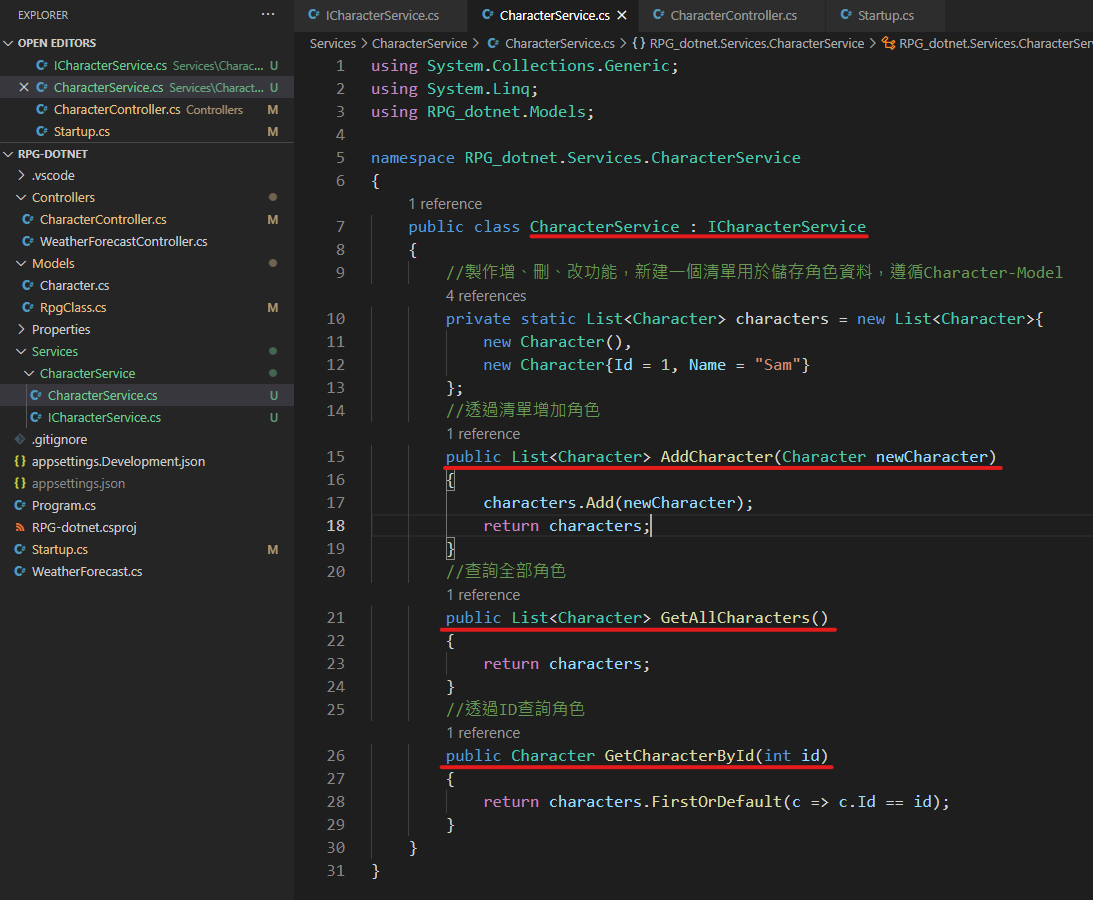 EXPLORER
···
OPEN EDITORS
ICharacterService.cs Services\Charac... U
CharacterService.cs Services\Charact... U
CharacterController.cs Controllers M
Startup.cs M
RPG-DOTNET
.vscode
Controllers
CharacterController.cs M
WeatherForecastController.cs
Models
Character.cs
RpgClass.cs M
Properties
Services
CharacterService
CharacterService.cs U
ICharacterService.cs U
.gitignore
appsettings.Development.json
appsettings.json
Program.cs
RPG-dotnet.csproj
Startup.cs M
WeatherForecast.cs
ICharacterService.cs CharacterService.cs CharacterController.cs Startup.cs
Services > CharacterService > CharacterService.cs > {} RPG_dotnet.Services.CharacterService > RPG_dotnet.Services.CharacterSer
1 using System.Collections.Generic;
2 using System.Linq;
3 using RPG_dotnet.Models;
4
5 namespace RPG_dotnet.Services.CharacterService
6 {
1 reference
7 public class CharacterService : ICharacterService
8 {
9 //製作增、刪、改功能，新建一個清單用於儲存角色資料，遵循Character-Model
4 references
10 private static List<Character> characters = new List<Character>{
11 new Character(),
12 new Character{Id = 1, Name = "Sam"}
13 };
14 //透過清單增加角色
1 reference
15 public List<Character> AddCharacter(Character newCharacter)
16 {
17 characters.Add(newCharacter);
18 return characters;
19 }
20 //查詢全部角色
1 reference
21 public List<Character> GetAllCharacters()
22 {
23 return characters;
24 }
25 //透過ID查詢角色
1 reference
26 public Character GetCharacterById(int id)
27 {
28 return characters.FirstOrDefault(c => c.Id == id);
29 }
30 }
31 }